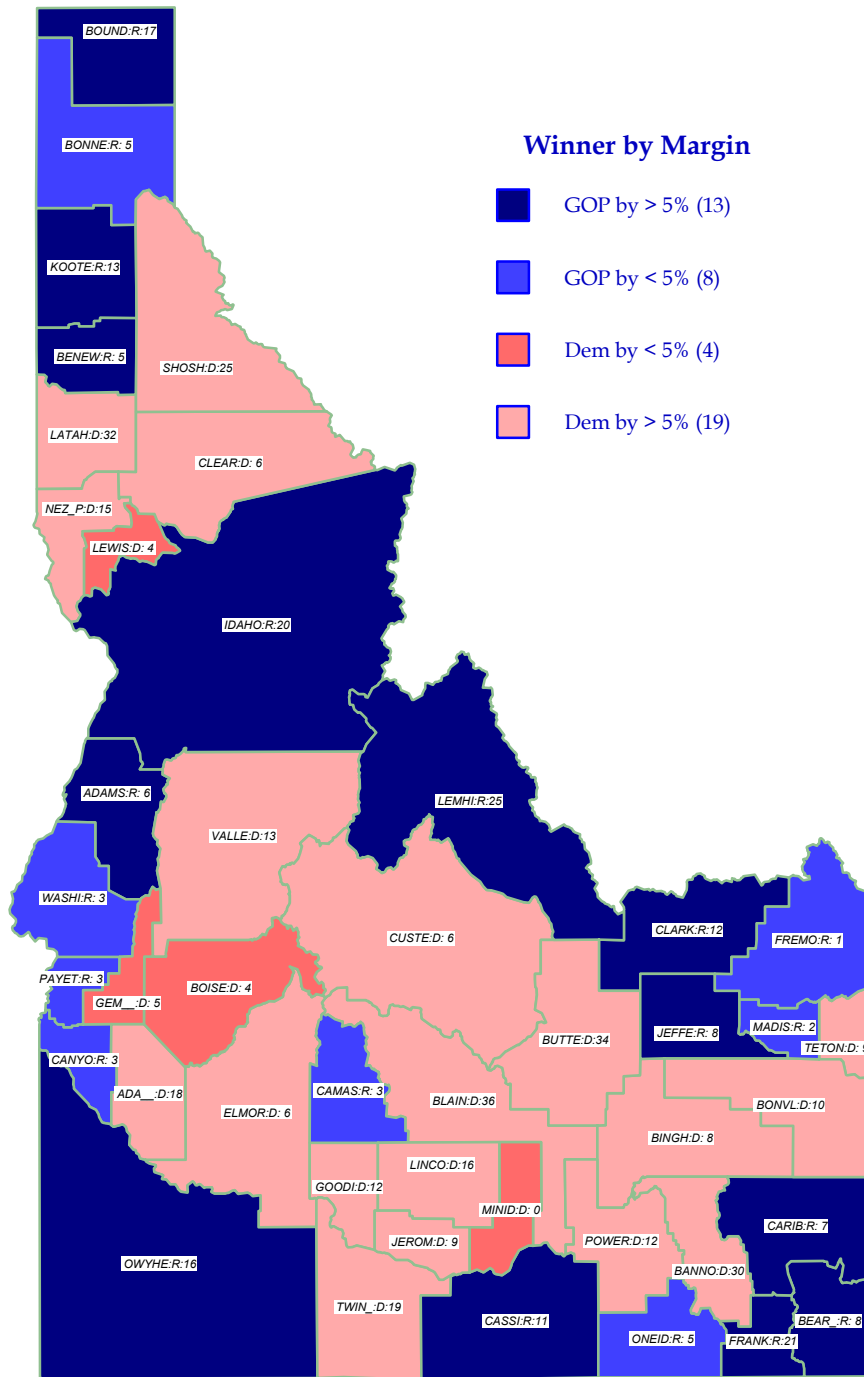 BOUND:R:17
Winner by Margin
BONNE:R: 5
GOP by > 5% (13)
KOOTE:R:13
GOP by < 5% (8)
BENEW:R: 5
Dem by < 5% (4)
SHOSH:D:25
Dem by > 5% (19)
LATAH:D:32
CLEAR:D: 6
NEZ_P:D:15
LEWIS:D: 4
IDAHO:R:20
ADAMS:R: 6
LEMHI:R:25
VALLE:D:13
WASHI:R: 3
CLARK:R:12
CUSTE:D: 6
FREMO:R: 1
PAYET:R: 3
BOISE:D: 4
GEM__:D: 5
MADIS:R: 2
JEFFE:R: 8
BUTTE:D:34
TETON:D: 9
CANYO:R: 3
ADA__:D:18
CAMAS:R: 3
BLAIN:D:36
BONVL:D:10
ELMOR:D: 6
BINGH:D: 8
LINCO:D:16
GOODI:D:12
MINID:D: 0
CARIB:R: 7
JEROM:D: 9
POWER:D:12
OWYHE:R:16
BANNO:D:30
TWIN_:D:19
CASSI:R:11
BEAR_:R: 8
ONEID:R: 5
FRANK:R:21